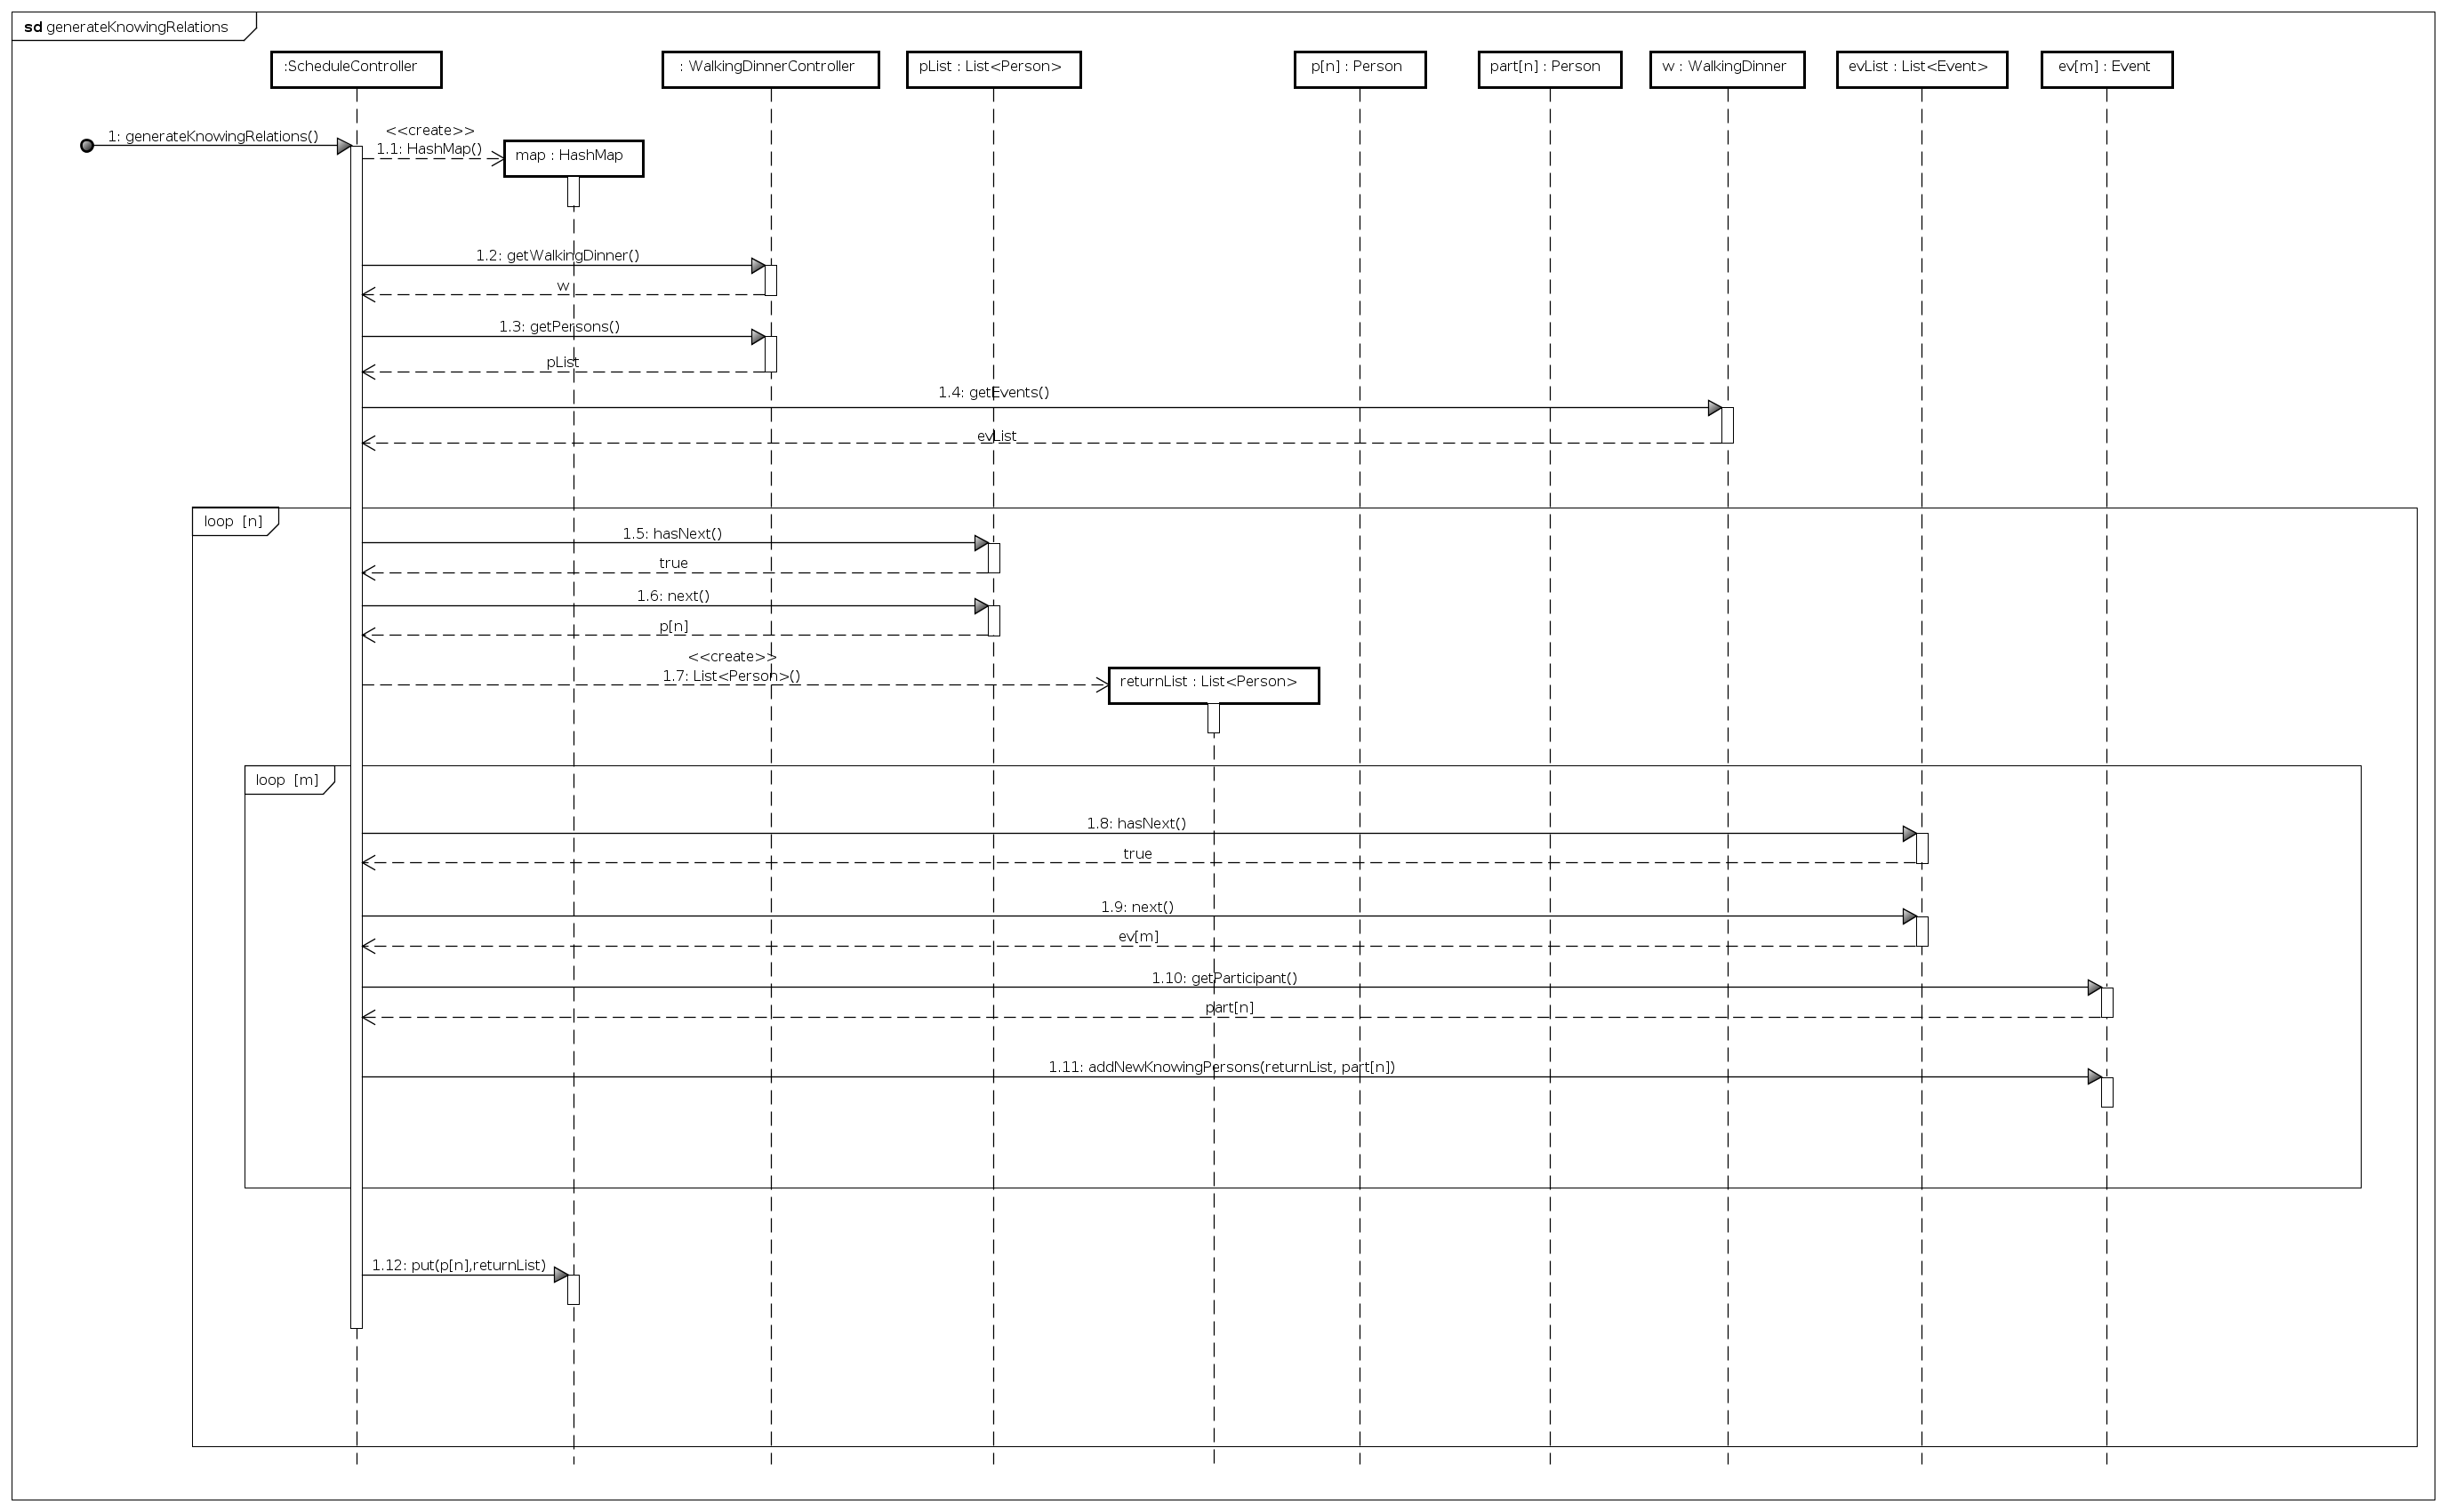 sd generateKnowingRelations
:ScheduleController
: WalkingDinnerController
pList : List<Person>
p[n] : Person
part[n] : Person
w : WalkingDinner
evList : List<Event>
ev[m] : Event
1: generateKnowingRelations()
<<create>>
1.1: HashMap()
map : HashMap
1.2: getWalkingDinner()
w
1.3: getPersons()
pList
1.4: getEvents()
evList
loop [n]
1.5: hasNext()
true
1.6: next()
p[n]
<<create>>
1.7: List<Person>()
returnList : List<Person>
loop [m]
1.8: hasNext()
true
1.9: next()
ev[m]
1.10: getParticipant()
part[n]
1.11: addNewKnowingPersons(returnList, part[n])
1.12: put(p[n],returnList)